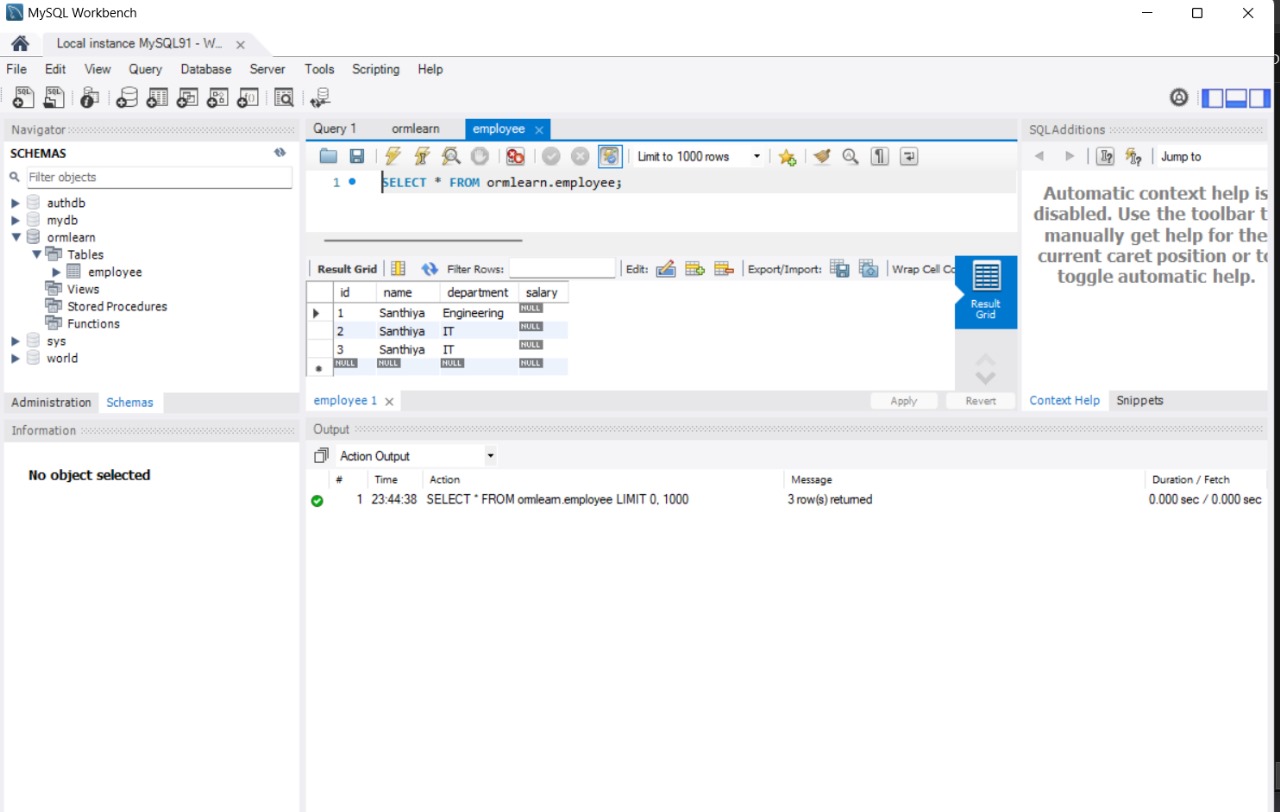 MySQL Workbench
Local instance MySQL91 - W...
File Edit View Query Database Server Tools Scripting Help
Navigator
SCHEMAS
Filter objects
authdb
mydb
ormlearn
Tables
employee
Views
Stored Procedures
Functions
sys
world
Administration Schemas
Information
No object selected
Query 1 ormlearn employee
Limit to 1000 rows
1 SELECT * FROM ormlearn.employee;
Result Grid Filter Rows: Edit: Export/Import: Wrap Cell Co
id name department salary
1 Santhiya Engineering NULL
2 Santhiya IT NULL
3 Santhiya IT NULL
NULL NULL NULL NULL
Result
Grid
employee 1 Apply Revert
SQLAdditions
Jump to
Automatic context help is
disabled. Use the toolbar t
manually get help for the
current caret position or to
toggle automatic help.
Context Help Snippets
Output
Action Output
# Time Action Message Duration / Fetch
1 23:44:38 SELECT * FROM ormlearn.employee LIMIT 0, 1000 3 row(s) returned 0.000 sec / 0.000 sec